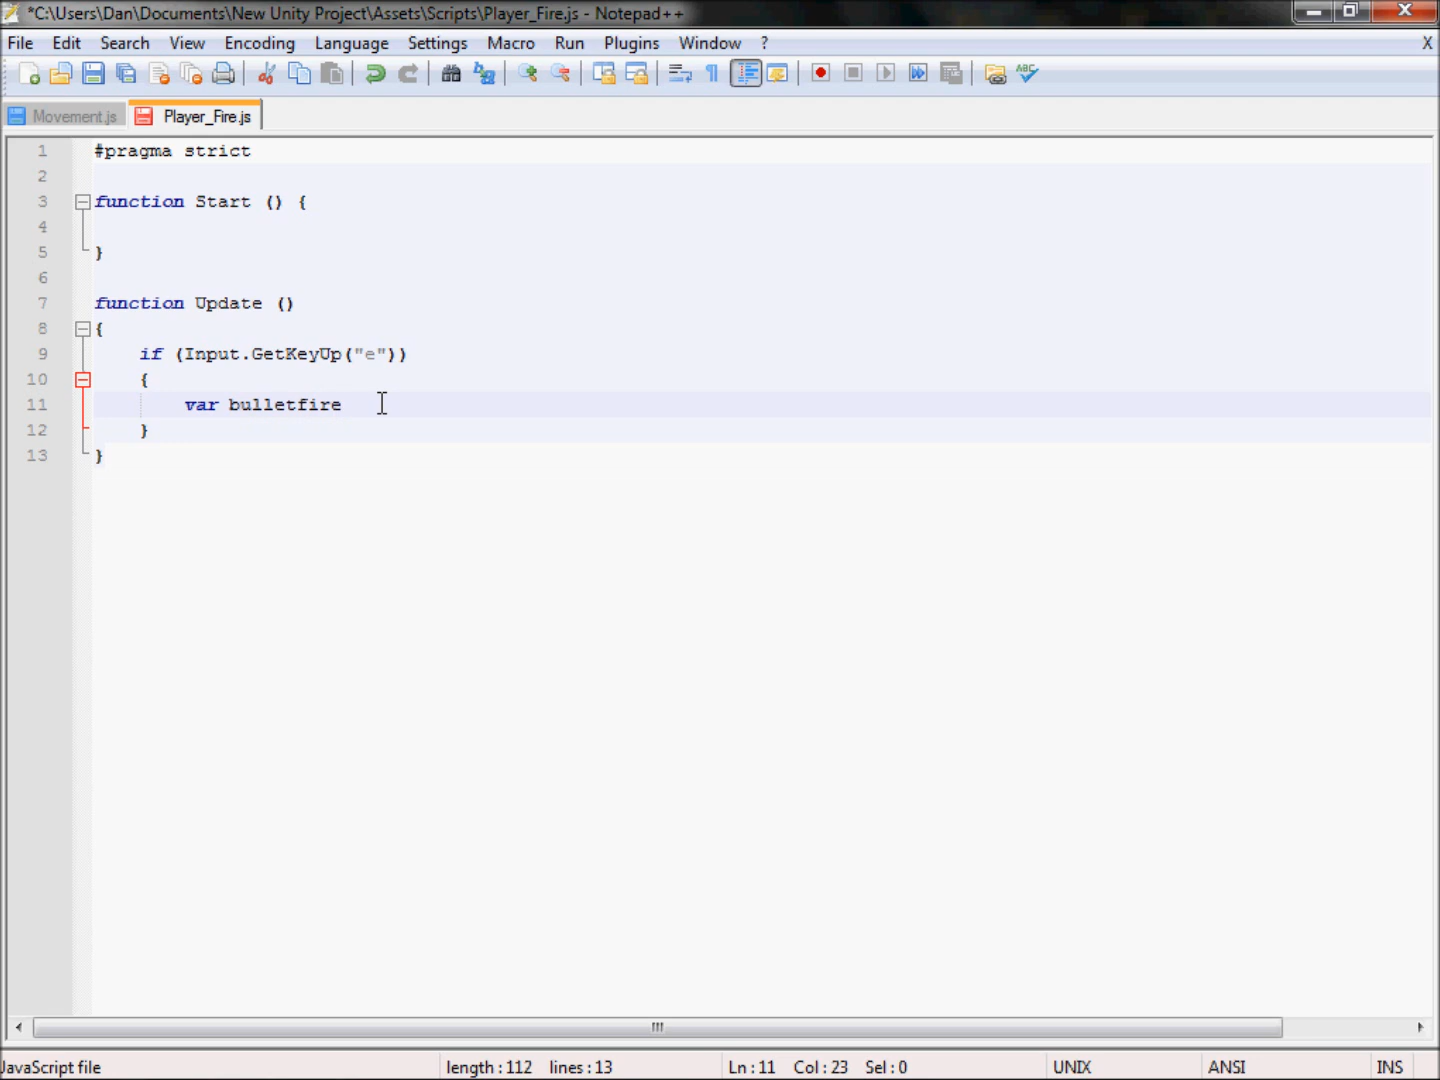 *C:\Users\Dan\Documents\New Unity Project\Assets\Scripts\Player_Fire.js - Notepad++
File Edit Search View Encoding Language Settings Macro Run Plugins Window ? X
Movement.js Player_Fire.js
1 #pragma strict
2
3 function Start () {
4
5 }
6
7 function Update ()
8 {
9 if (Input.GetKeyUp("e"))
10 {
11 var bulletfire
12 }
13 }
JavaScript file length : 112 lines : 13 Ln : 11 Col : 23 Sel : 0 UNIX ANSI INS